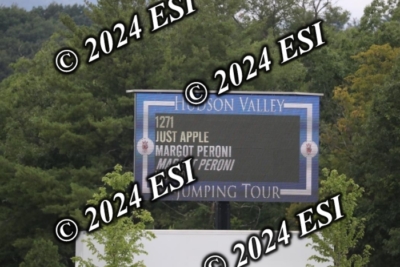 © 2024 ESI
© 2024 ESI
HUDSON VALLEY
1271
JUST APPLE
MARGOT PERONI
MARGOT PERONI
© 2024 ESI
JUMPING TOUR
© 2024 ESI
© 2024 ESI